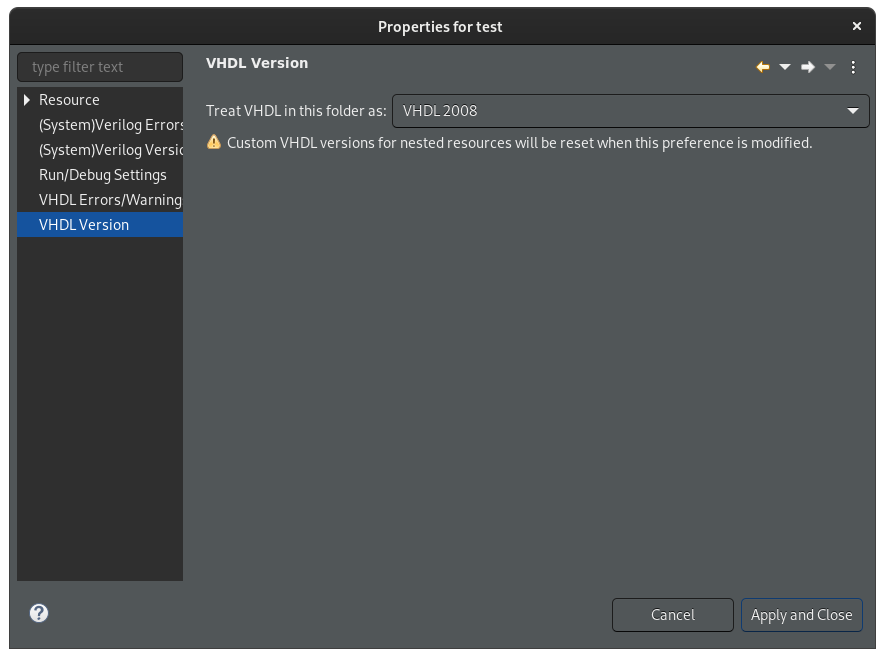 Properties for test
type filter text
Resource
(System)Verilog Errors
(System)Verilog Versio
Run/Debug Settings
VHDL Errors/Warning
VHDL Version
VHDL Version
Treat VHDL in this folder as: VHDL 2008
Custom VHDL versions for nested resources will be reset when this preference is modified.
Cancel
Apply and Close